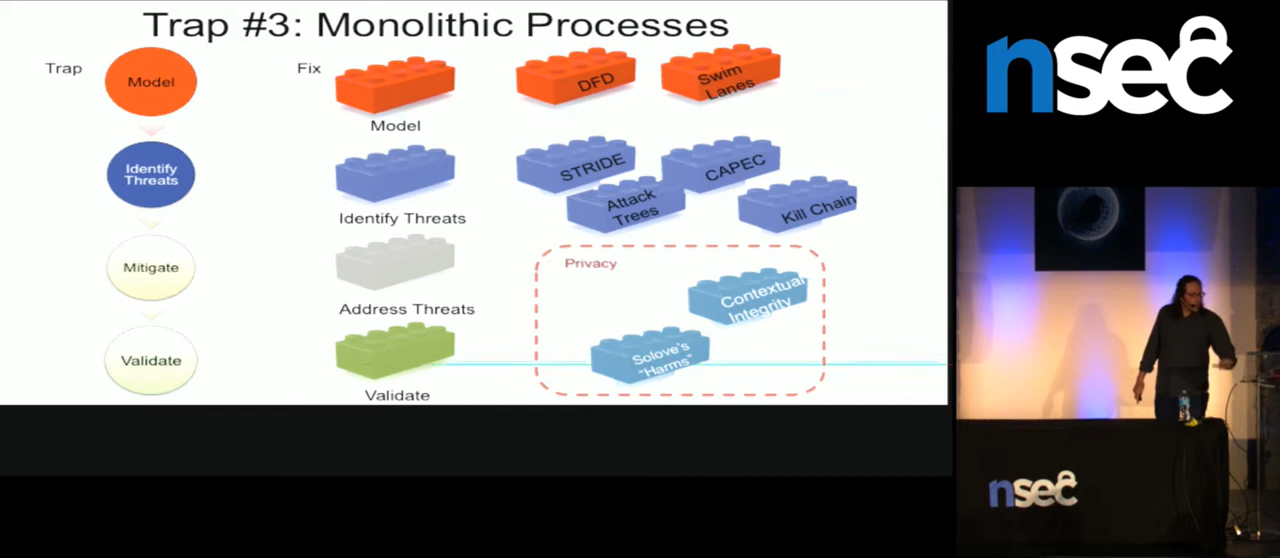 Trap #3: Monolithic Processes
Trap
Fix
Model
Identify
Threats
Mitigate
Validate
Model
Identify Threats
Address Threats
Validate
DFD
Swim
Lanes
STRIDE
CAPEC
Attack
Trees
Kill Chain
Privacy
Contextual
Integrity
Solove's
"Harms"
nsec
nsec